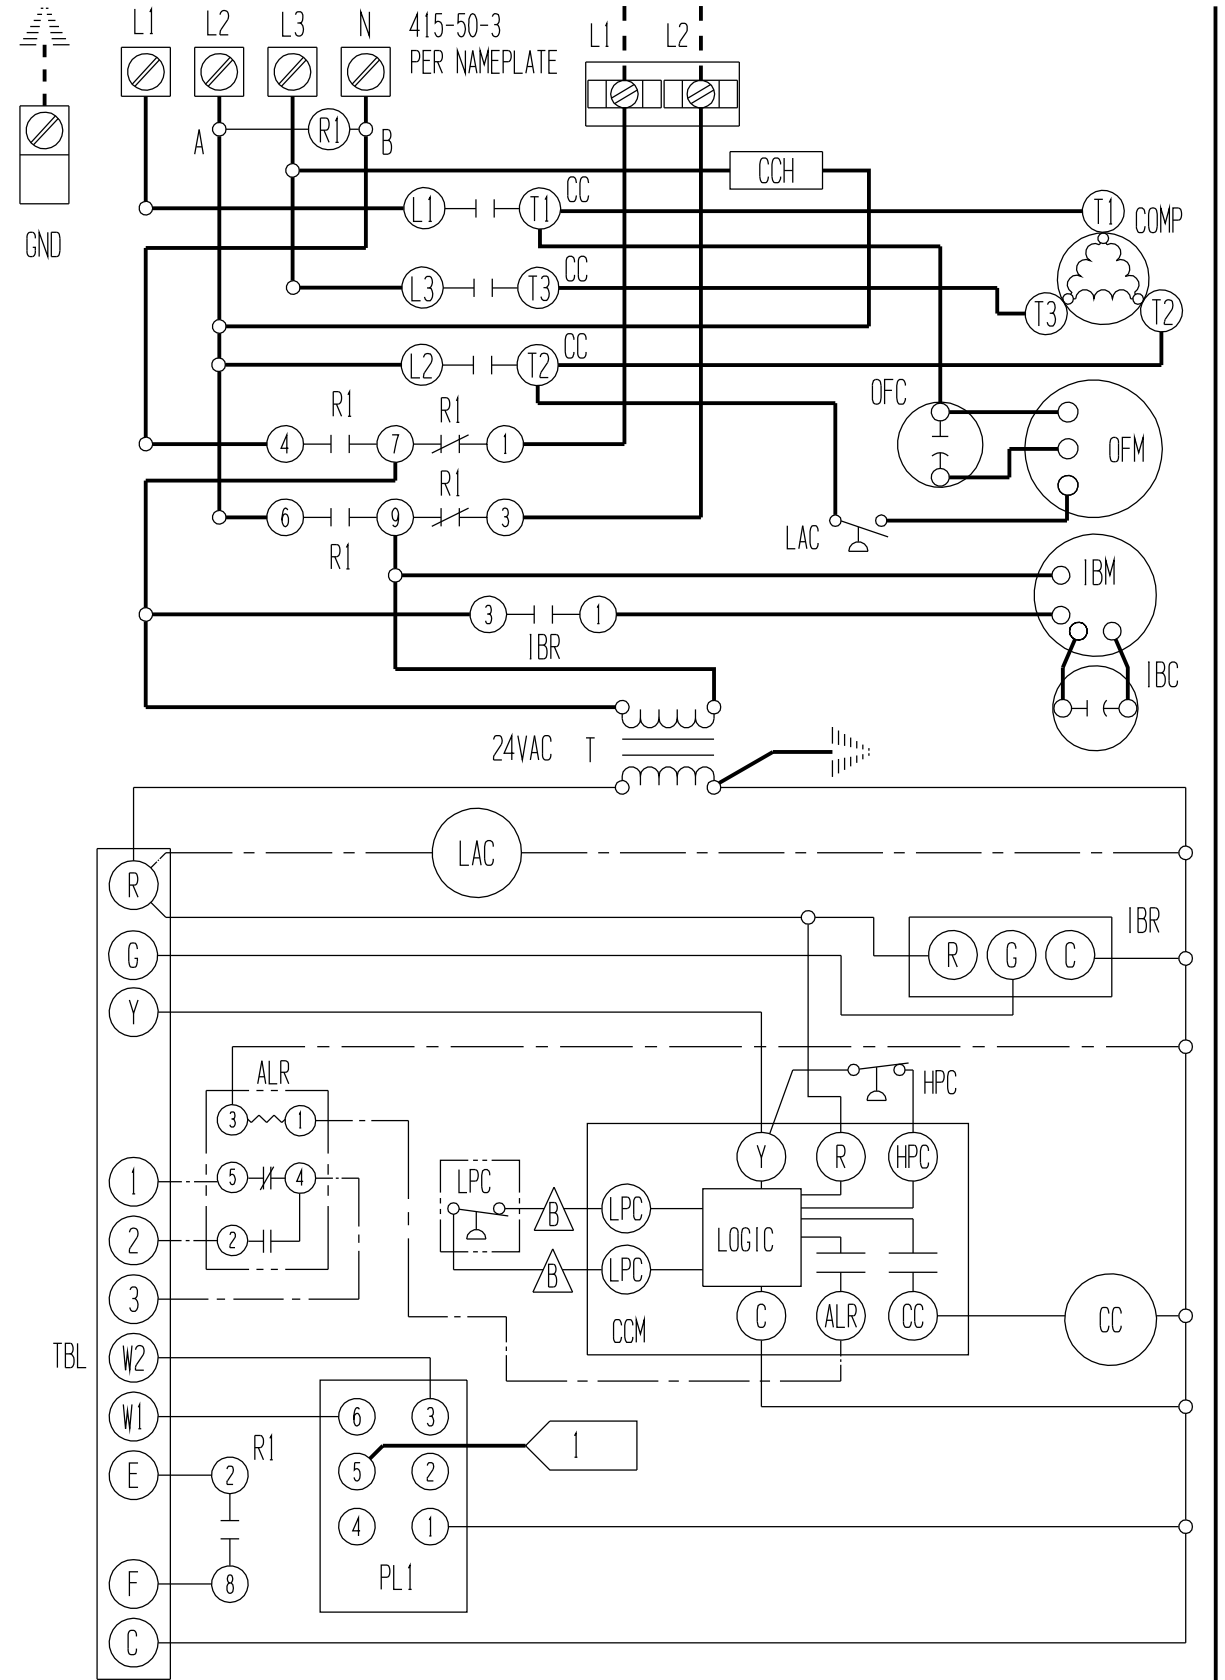 L1 L2 L3 N 415-50-3
PER NAMEPLATE
L1 L2
A R1 B
GND
CCH
L1 T1 CC
T1 COMP
L3 T3 CC
T3 T2
L2 T2 CC
OFC
R1 R1
4 7 1
OFM
R1
6 9 3
R1
LAC
IBM
3 1
IBR
IBC
24VAC T
LAC
R
IBR
G
R G C
Y
ALR
HPC
3 1
Y R HPC
1 5 4
LPC
B LPC
2 2
LOGIC
B LPC
3
C ALR CC
CC
CCM
TBL W2
W1 6 3
R1
1
E 2 5 2
4 1
PL1
F 8
C